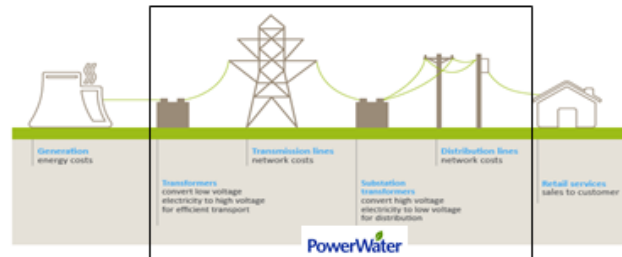 Generation
energy costs
Transformers
convert low voltage
electricity to high voltage
for efficient transport
Transmission lines
network costs
Substation
transformers
convert high voltage
electricity to low voltage
for distribution
Distribution lines
network costs
Retail services
sales to customer
PowerWater